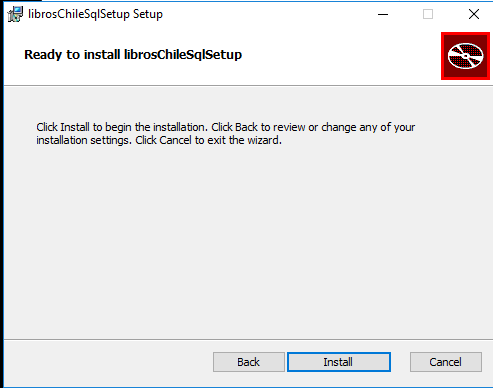 librosChileSqlSetup Setup
Ready to install librosChileSqlSetup
Click Install to begin the installation. Click Back to review or change any of your
installation settings. Click Cancel to exit the wizard.
Back
Install
Cancel